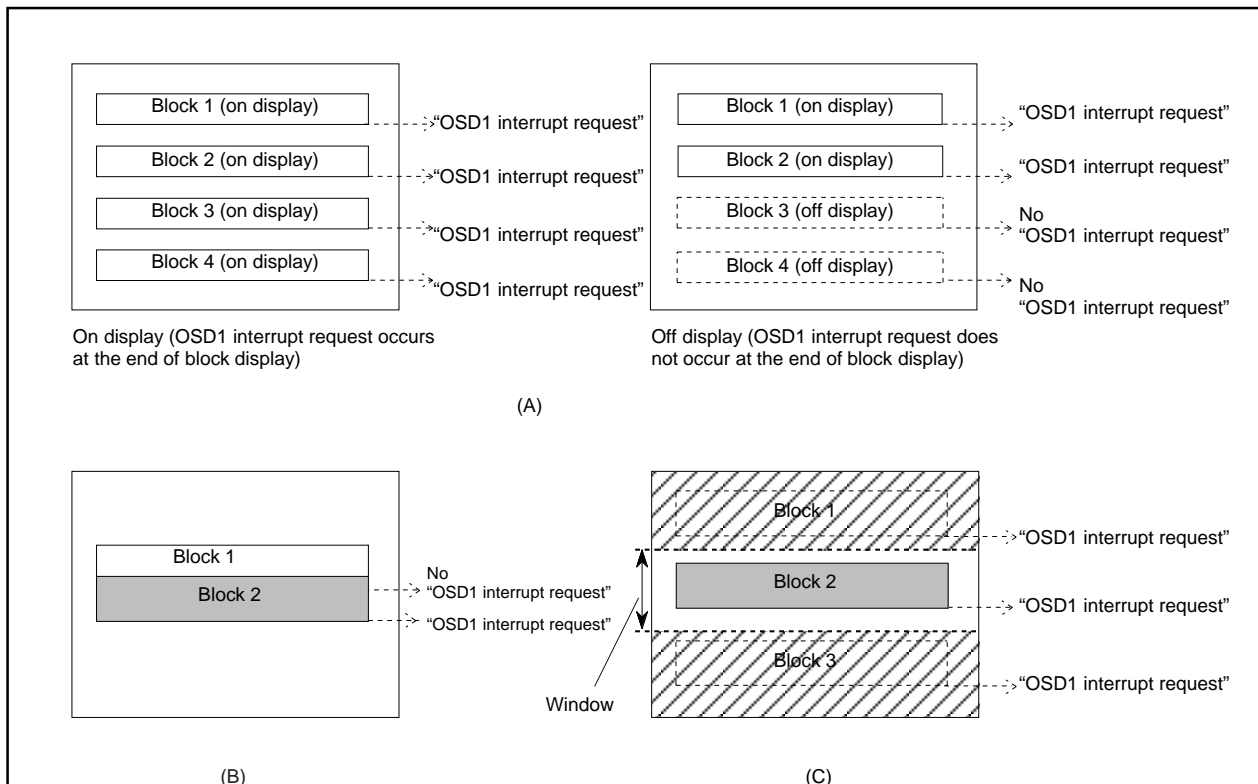 Block 1 (on display)
“OSD1 interrupt request”
Block 2 (on display)
“OSD1 interrupt request”
Block 3 (on display)
“OSD1 interrupt request”
Block 4 (on display)
“OSD1 interrupt request”
On display (OSD1 interrupt request occurs
at the end of block display)
Block 1 (on display)
“OSD1 interrupt request”
Block 2 (on display)
“OSD1 interrupt request”
Block 3 (off display)
No
“OSD1 interrupt request”
Block 4 (off display)
No
“OSD1 interrupt request”
Off display (OSD1 interrupt request does
not occur at the end of block display)
(A)
Block 1
Block 2
No
“OSD1 interrupt request”
“OSD1 interrupt request”
(B)
Block 1
“OSD1 interrupt request”
Block 2
“OSD1 interrupt request”
Block 3
“OSD1 interrupt request”
Window
(C)